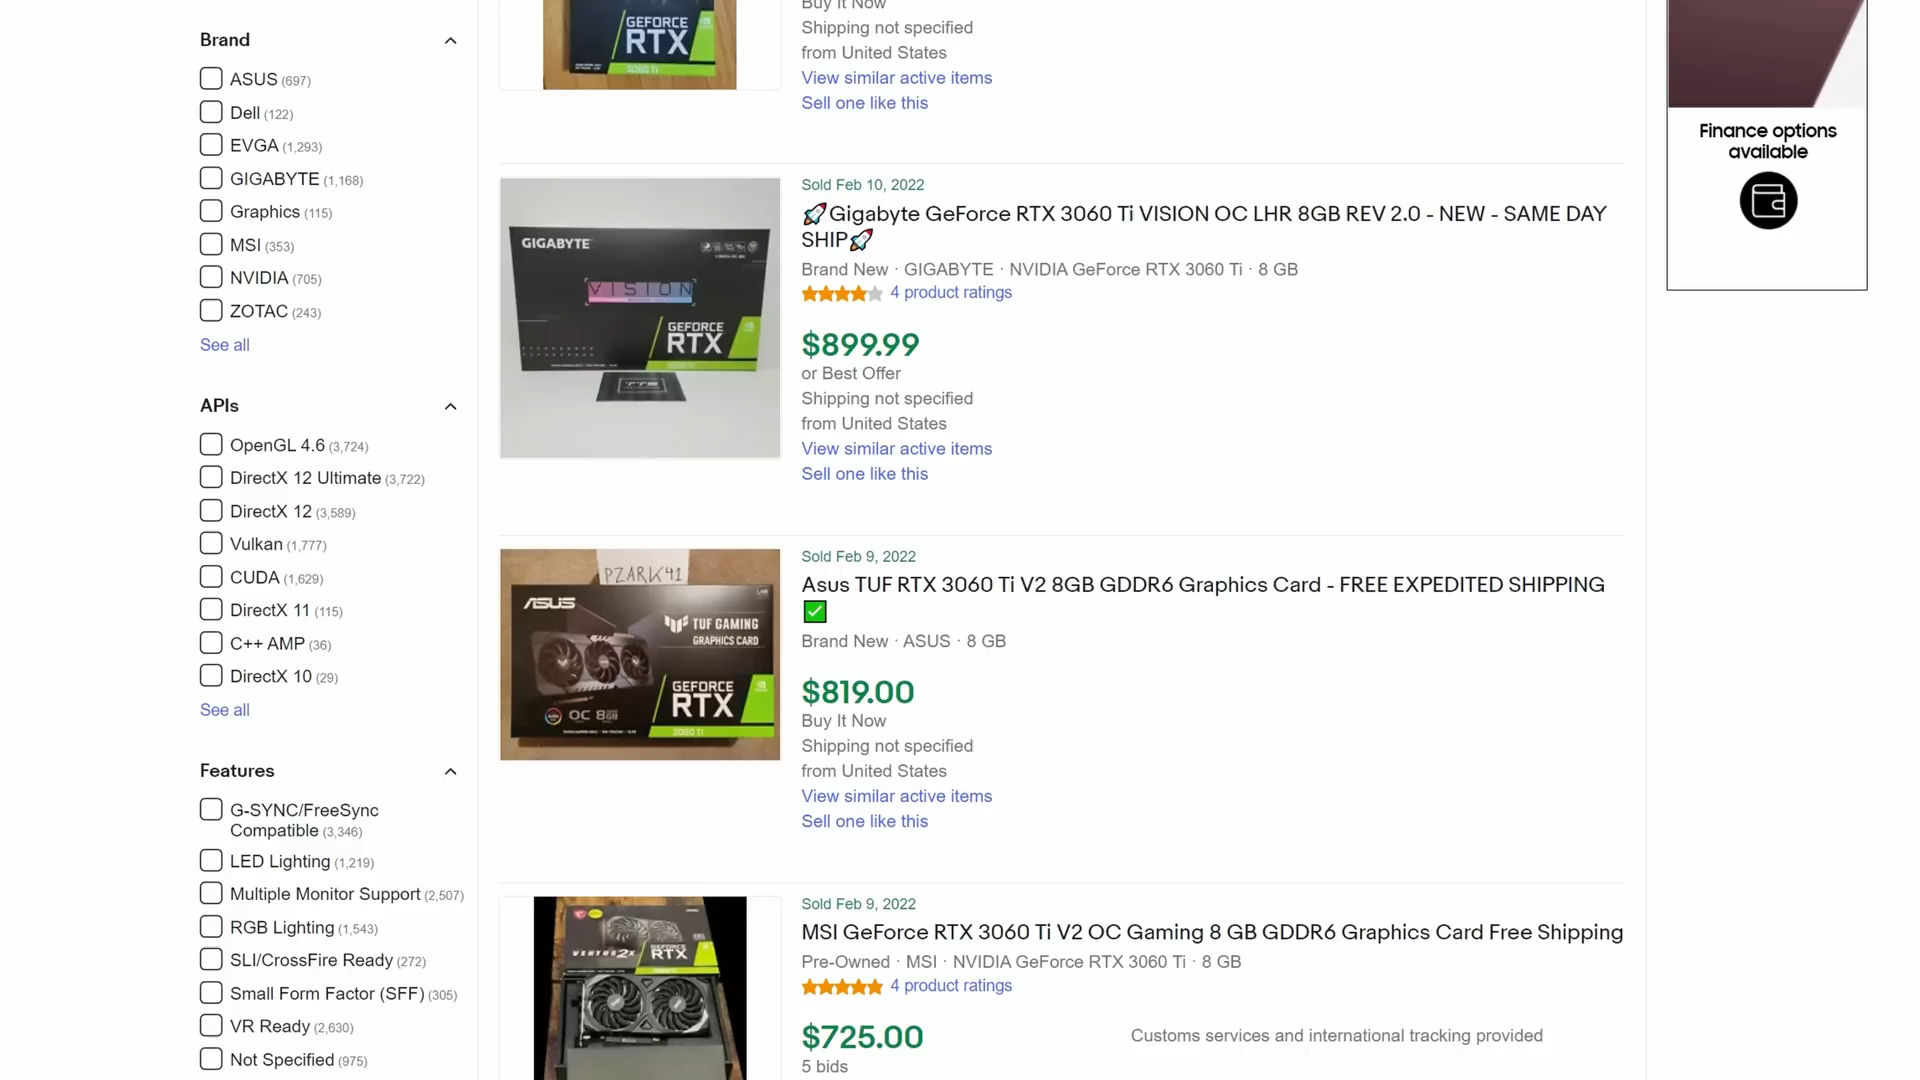 Brand
ASUS (697)
Dell (122)
EVGA (1,293)
GIGABYTE (1,168)
Graphics (115)
MSI (353)
NVIDIA (705)
ZOTAC (243)
See all
APIs
OpenGL 4.6 (3,724)
DirectX 12 Ultimate (3,722)
DirectX 12 (3,589)
Vulkan (1,777)
CUDA (1,629)
DirectX 11 (115)
C++ AMP (36)
DirectX 10 (29)
See all
Features
G-SYNC/FreeSync
Compatible (3,346)
LED Lighting (1,219)
Multiple Monitor Support (2,507)
RGB Lighting (1,543)
SLI/CrossFire Ready (272)
Small Form Factor (SFF) (305)
VR Ready (2,630)
Not Specified (975)
GEFORCE
RTX
3060 Ti
Buy It Now
Shipping not specified
from United States
View similar active items
Sell one like this
GIGABYTE
VISION
GEFORCE
RTX
Sold Feb 10, 2022
🚀Gigabyte GeForce RTX 3060 Ti VISION OC LHR 8GB REV 2.0 - NEW - SAME DAY
SHIP🚀
Brand New · GIGABYTE · NVIDIA GeForce RTX 3060 Ti · 8 GB
4 product ratings
$899.99
or Best Offer
Shipping not specified
from United States
View similar active items
Sell one like this
PZARK41
ASUS
TUF GAMING
GRAPHICS CARD
GEFORCE
RTX
OC 8GB
3060 Ti
Sold Feb 9, 2022
Asus TUF RTX 3060 Ti V2 8GB GDDR6 Graphics Card - FREE EXPEDITED SHIPPING
✅
Brand New · ASUS · 8 GB
$819.00
Buy It Now
Shipping not specified
from United States
View similar active items
Sell one like this
VENTUS 2X
GEFORCE
RTX
Sold Feb 9, 2022
MSI GeForce RTX 3060 Ti V2 OC Gaming 8 GB GDDR6 Graphics Card Free Shipping
Pre-Owned · MSI · NVIDIA GeForce RTX 3060 Ti · 8 GB
4 product ratings
$725.00
5 bids
Customs services and international tracking provided
Finance options
available